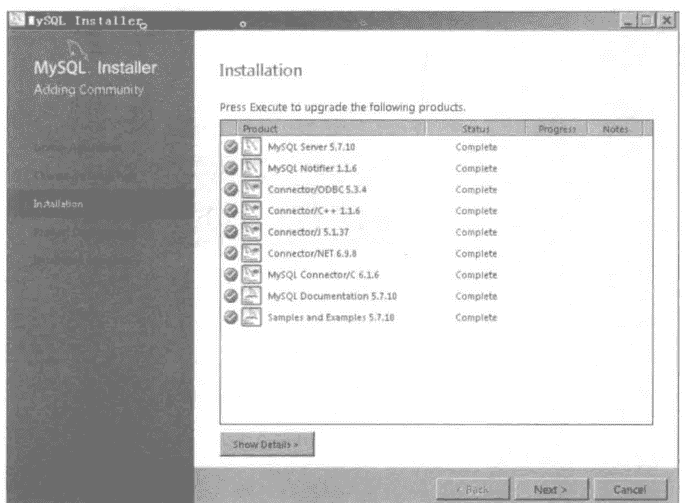 MySQL Installer
MySQL. Installer
Adding Community
Installation
Installation
Press Execute to upgrade the following products.
Product Status Progress Notes
MySQL Server 5.7.10 Complete
MySQL Notifier 1.1.6 Complete
Connector/ODBC 5.3.4 Complete
Connector/C++ 1.1.6 Complete
Connector/J 5.1.37 Complete
Connector/NET 6.9.8 Complete
MySQL Connector/C 6.1.6 Complete
MySQL Documentation 5.7.10 Complete
Samples and Examples 5.7.10 Complete
Show Details >
< Back Next > Cancel